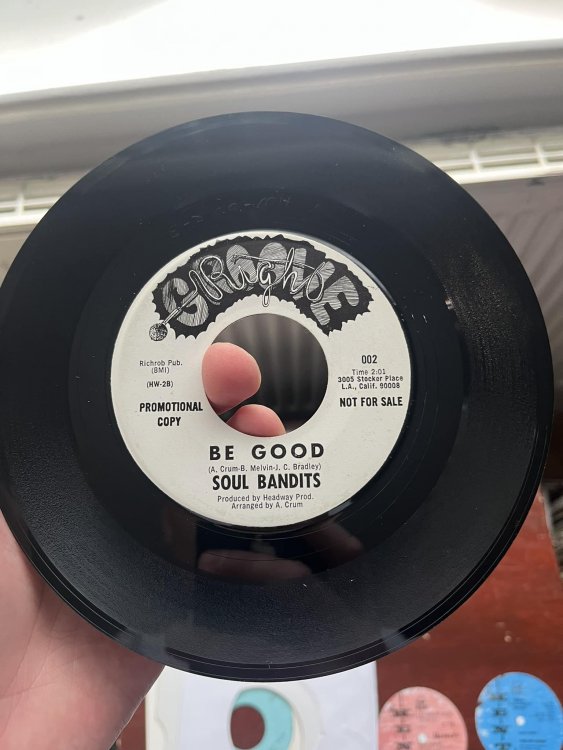 GROOVE
Richrob Pub.
(BMI)
(HW-2B)
PROMOTIONAL
COPY
002
Time 2:01
3005 Stocker Place
L.A., Calif. 90008
NOT FOR SALE
BE GOOD
(A. Crum-B. Melvin-J. C. Bradley)
SOUL BANDITS
Produced by Headway Prod.
Arranged by A. Crum